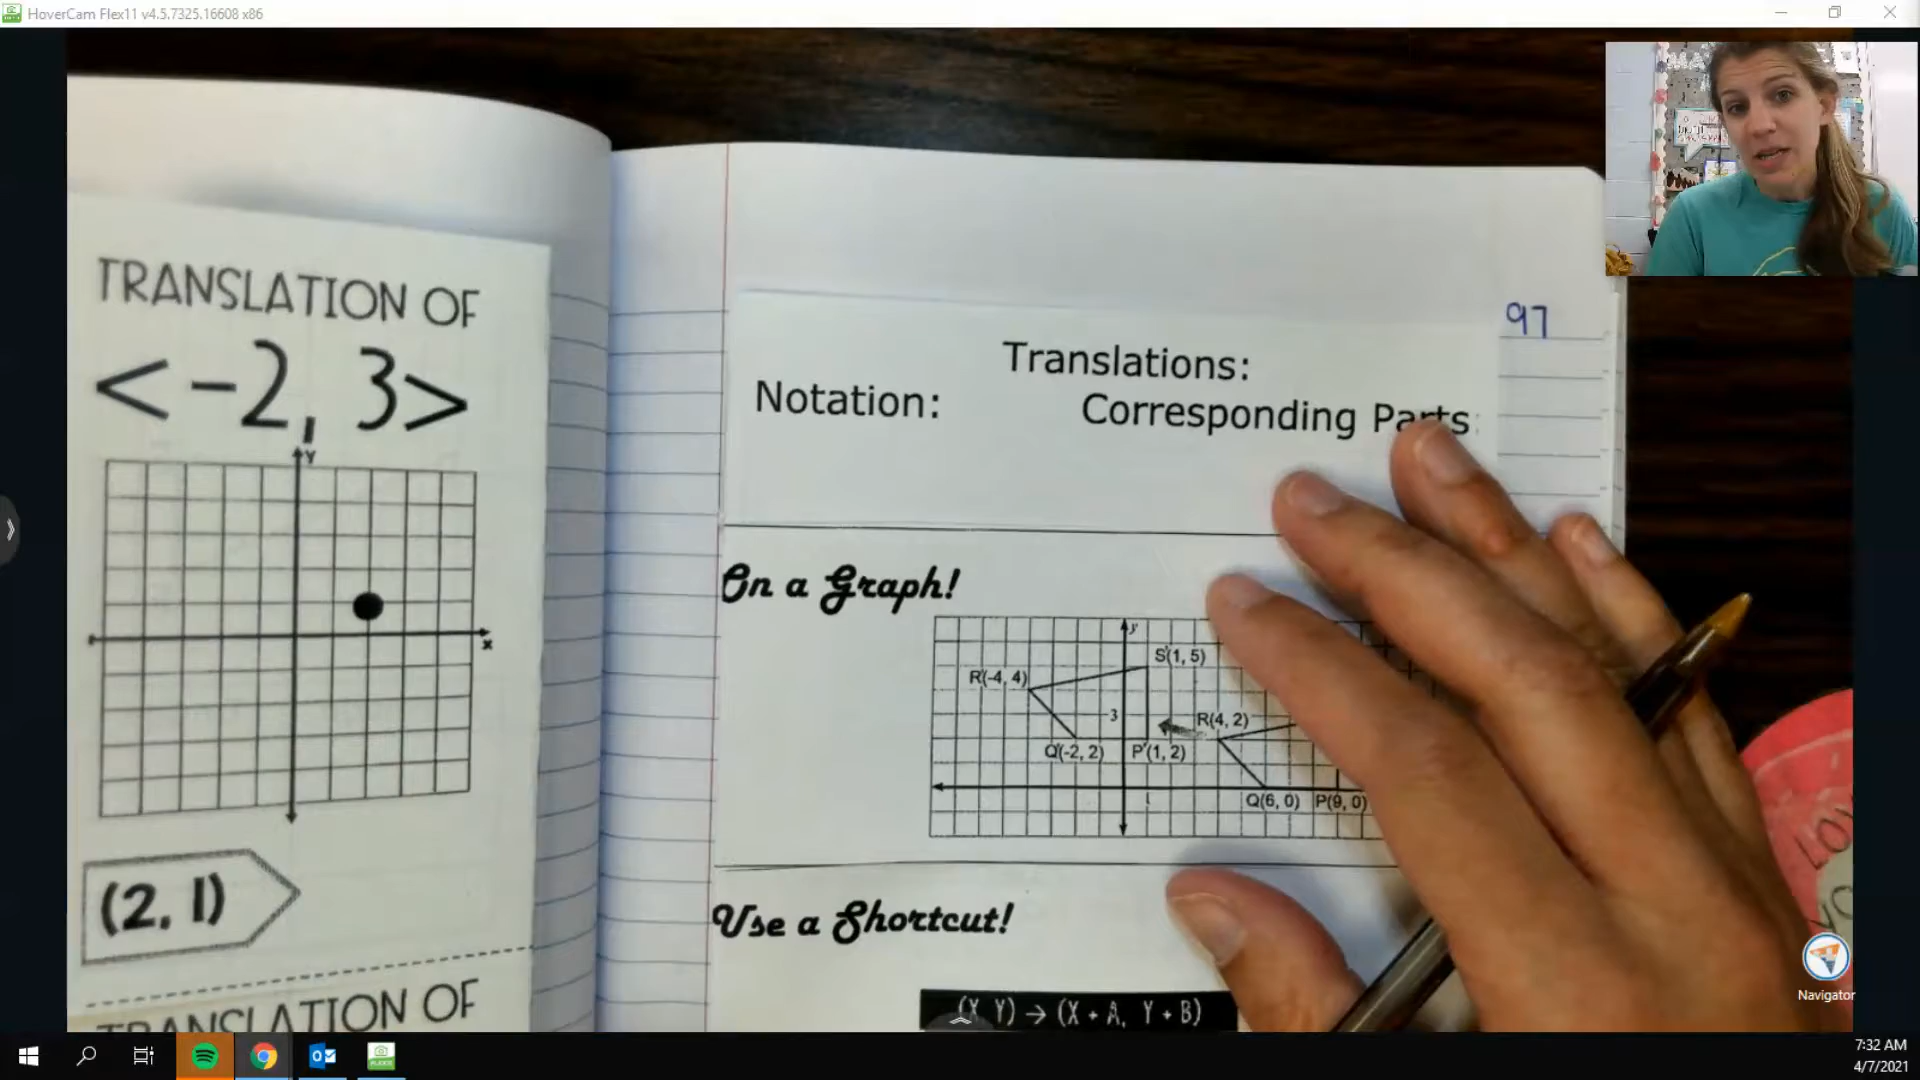 HoverCam Flex11 v4.5.7325.16608 x86
TRANSLATION OF
<-2, 3>
Y
x
(2, 1)
TRANSLATION OF
97
Translations:
Notation:
Corresponding Parts:
On a Graph!
y
S'(1, 5)
R'(-4, 4)
3
R(4, 2)
Q'(-2, 2)
P'(1, 2)
1
Q(6, 0)
P(9, 0)
Use a Shortcut!
(X, Y) → (X + A, Y + B)
Navigator
7:32 AM
4/7/2021